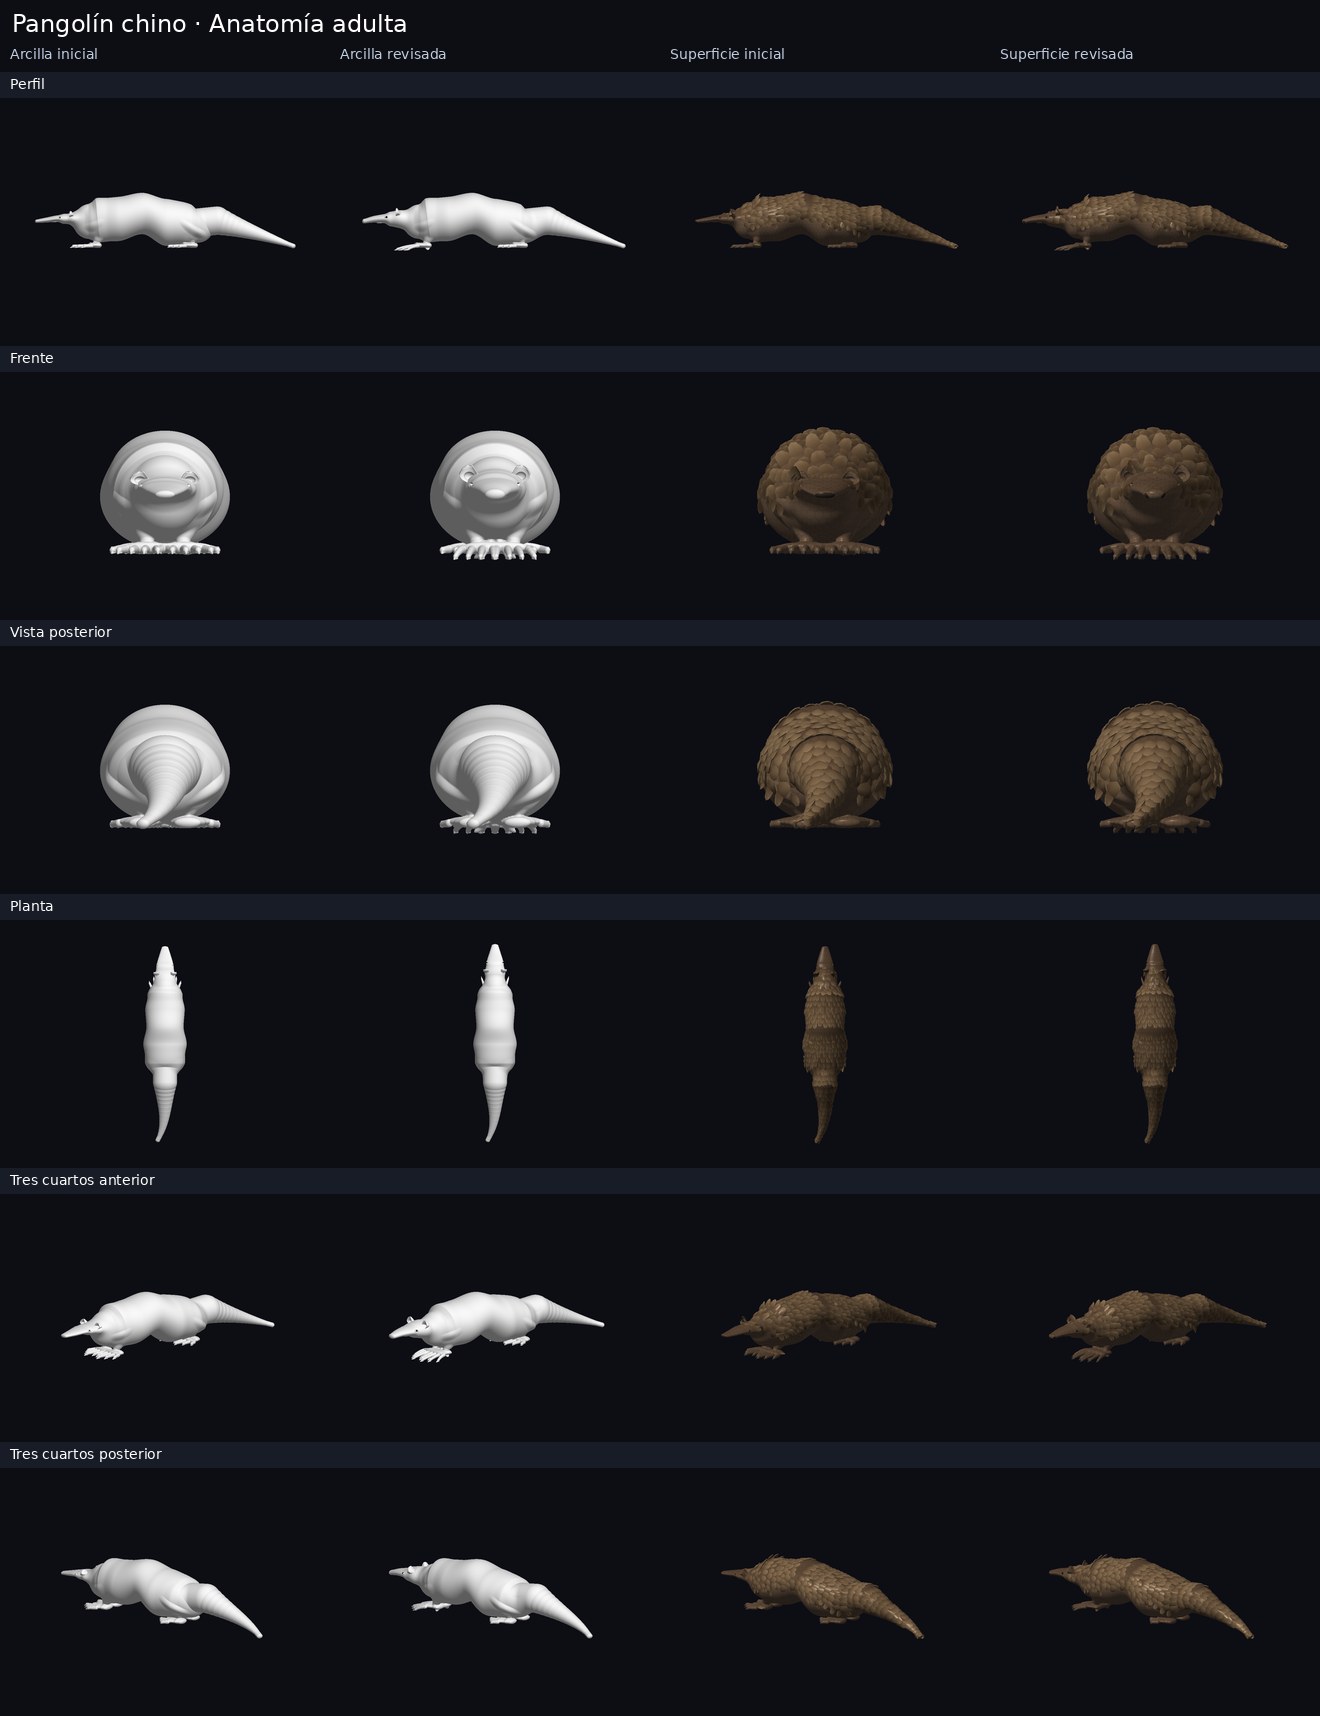 Pangolín chino · Anatomía adulta
Arcilla inicial
Arcilla revisada
Superficie inicial
Superficie revisada
Perfil
Frente
Vista posterior
Planta
Tres cuartos anterior
Tres cuartos posterior